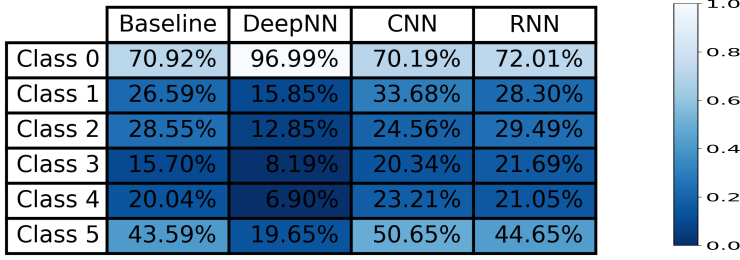 Baseline DeepNN CNN RNN
Class 0 70.92% 96.99% 70.19% 72.01%
Class 1 26.59% 15.85% 33.68% 28.30%
Class 2 28.55% 12.85% 24.56% 29.49%
Class 3 15.70% 8.19% 20.34% 21.69%
Class 4 20.04% 6.90% 23.21% 21.05%
Class 5 43.59% 19.65% 50.65% 44.65%
1.0
0.8
0.6
0.4
0.2
0.0